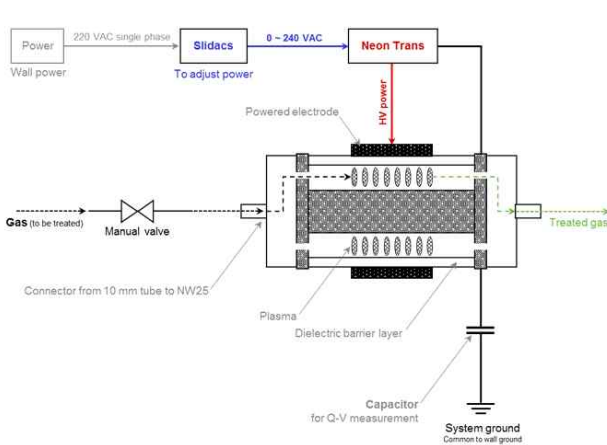 220 VAC single phase
0 ~ 240 VAC
Power
Slidacs
Neon Trans
Wall power
To adjust power
HV power
Powered electrode
Gas (to be treated)
Manual valve
Treated gas
Connector from 10 mm tube to NW25
Plasma
Dielectric barrier layer
Capacitor
for Q-V measurement
System ground
Common to wall ground